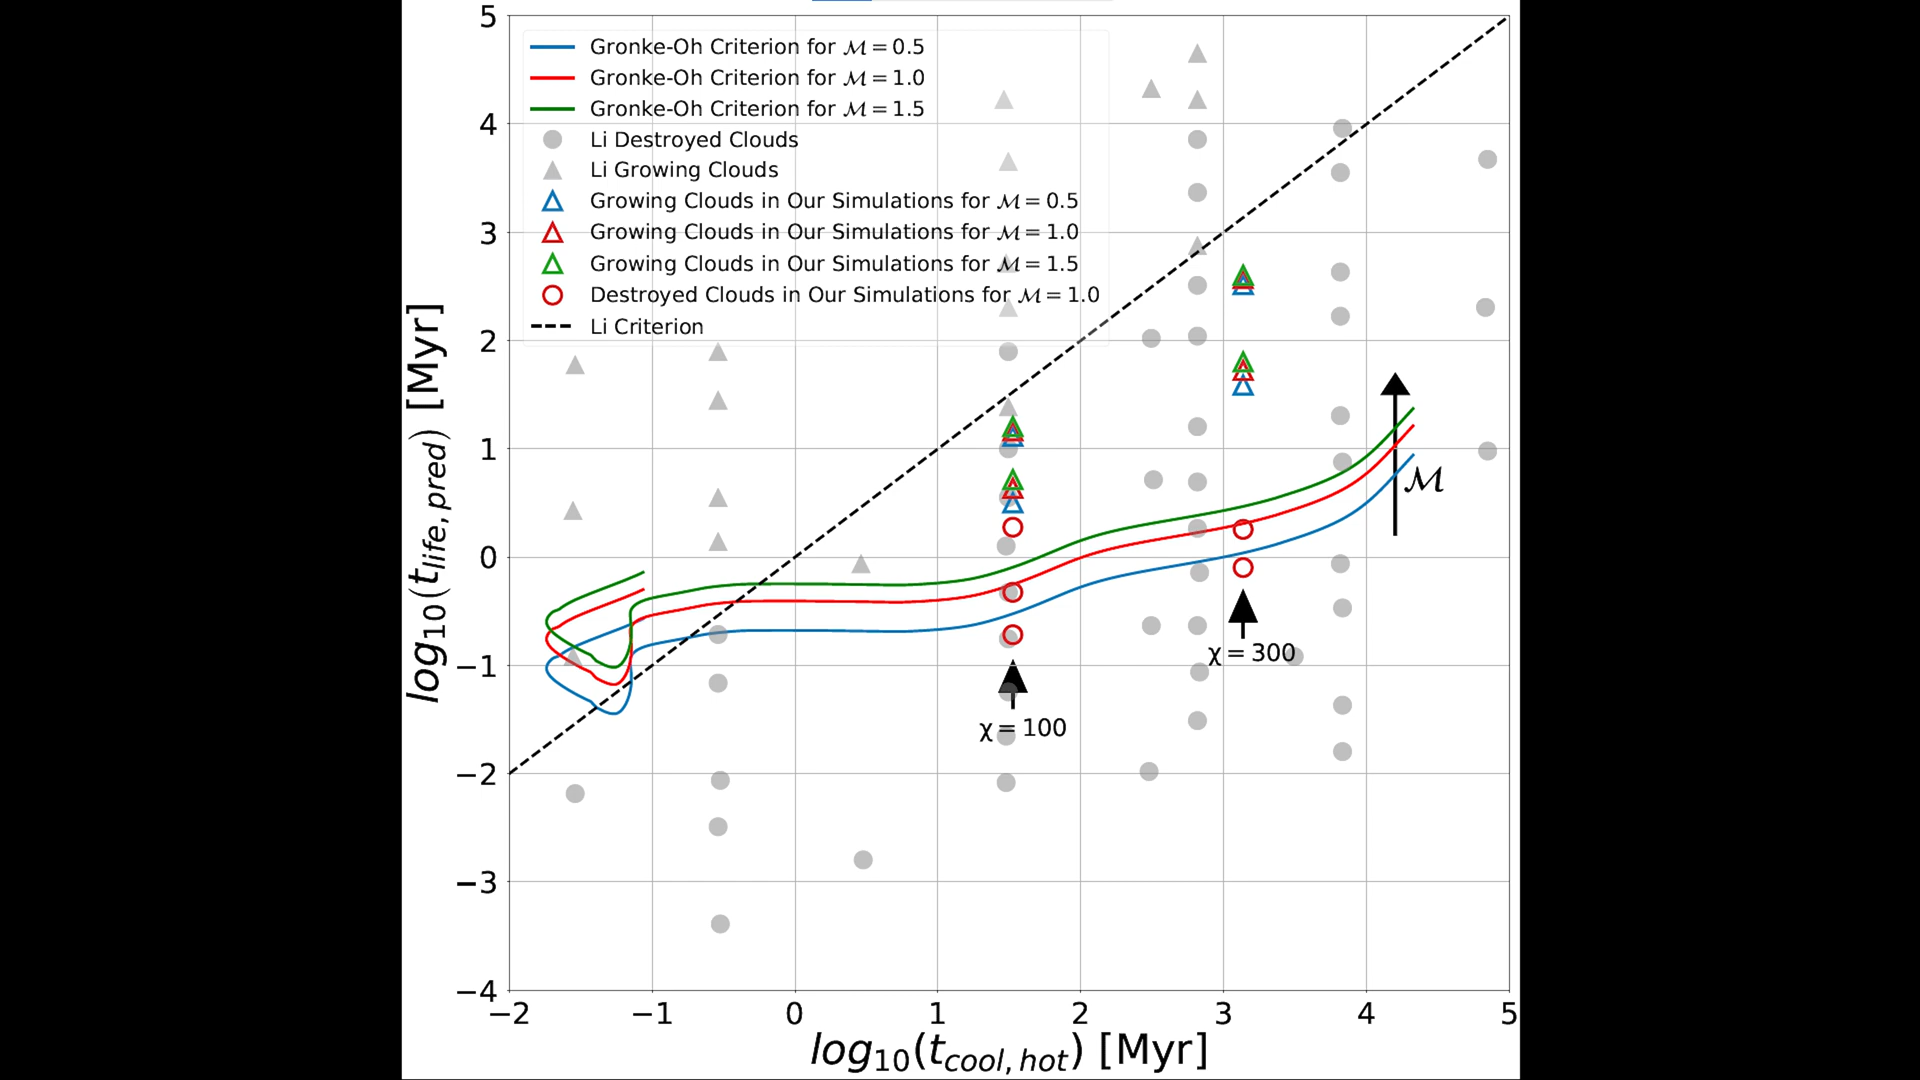 5
4
3
2
1
0
−1
−2
−3
−4
log10(tlife,pred) [Myr]
Gronke-Oh Criterion for ℳ = 0.5
Gronke-Oh Criterion for ℳ = 1.0
Gronke-Oh Criterion for ℳ = 1.5
Li Destroyed Clouds
Li Growing Clouds
Growing Clouds in Our Simulations for ℳ = 0.5
Growing Clouds in Our Simulations for ℳ = 1.0
Growing Clouds in Our Simulations for ℳ = 1.5
Destroyed Clouds in Our Simulations for ℳ = 1.0
Li Criterion
ℳ
χ = 300
χ = 100
−2 −1 0 1 2 3 4 5
log10(tcool,hot) [Myr]